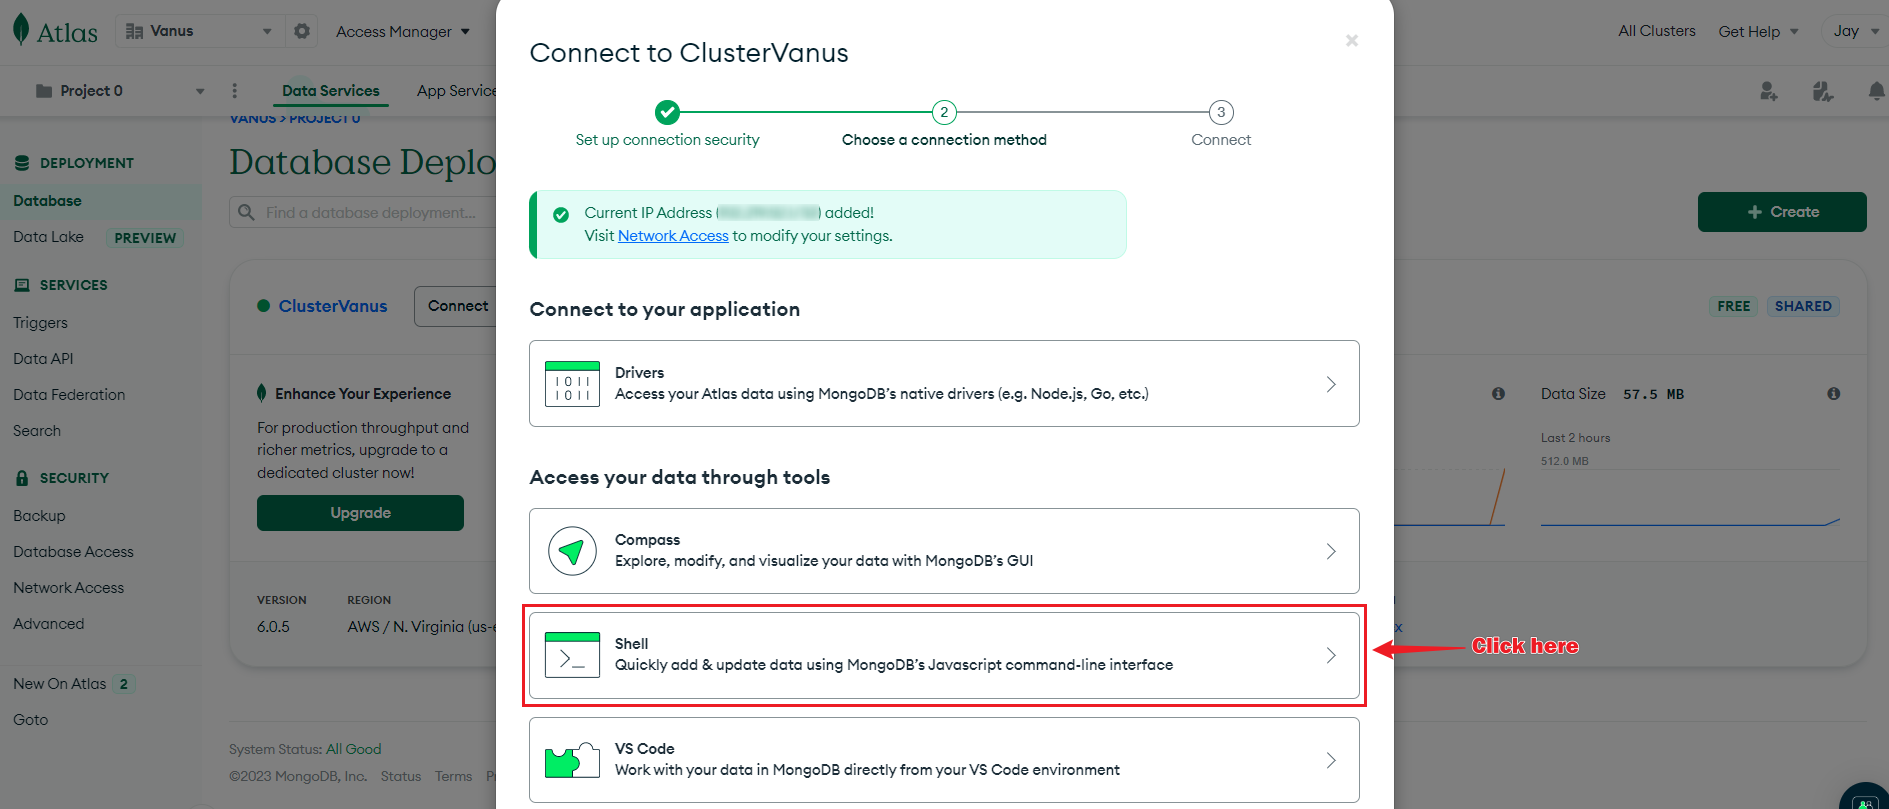 Atlas
Vanus
Access Manager
All Clusters
Get Help
Jay
Project 0
Data Services
App Service
VANUS > PROJECT 0
DEPLOYMENT
Database
Data Lake PREVIEW
SERVICES
Triggers
Data API
Data Federation
Search
SECURITY
Backup
Database Access
Network Access
Advanced
New On Atlas 2
Goto
Database Deplo
Find a database deployment...
+ Create
ClusterVanus
Connect
FREE SHARED
Enhance Your Experience
For production throughput and
richer metrics, upgrade to a
dedicated cluster now!
Upgrade
VERSION
6.0.5
REGION
AWS / N. Virginia (us-e
Data Size 57.5 MB
Last 2 hours
512.0 MB
System Status: All Good
©2023 MongoDB, Inc. Status Terms
Connect to ClusterVanus
2
3
Set up connection security
Choose a connection method
Connect
Current IP Address ( ) added!
Visit Network Access to modify your settings.
Connect to your application
1011
1011
Drivers
Access your Atlas data using MongoDB's native drivers (e.g. Node.js, Go, etc.)
Access your data through tools
Compass
Explore, modify, and visualize your data with MongoDB's GUI
Shell
Quickly add & update data using MongoDB's Javascript command-line interface
Click here
VS Code
Work with your data in MongoDB directly from your VS Code environment